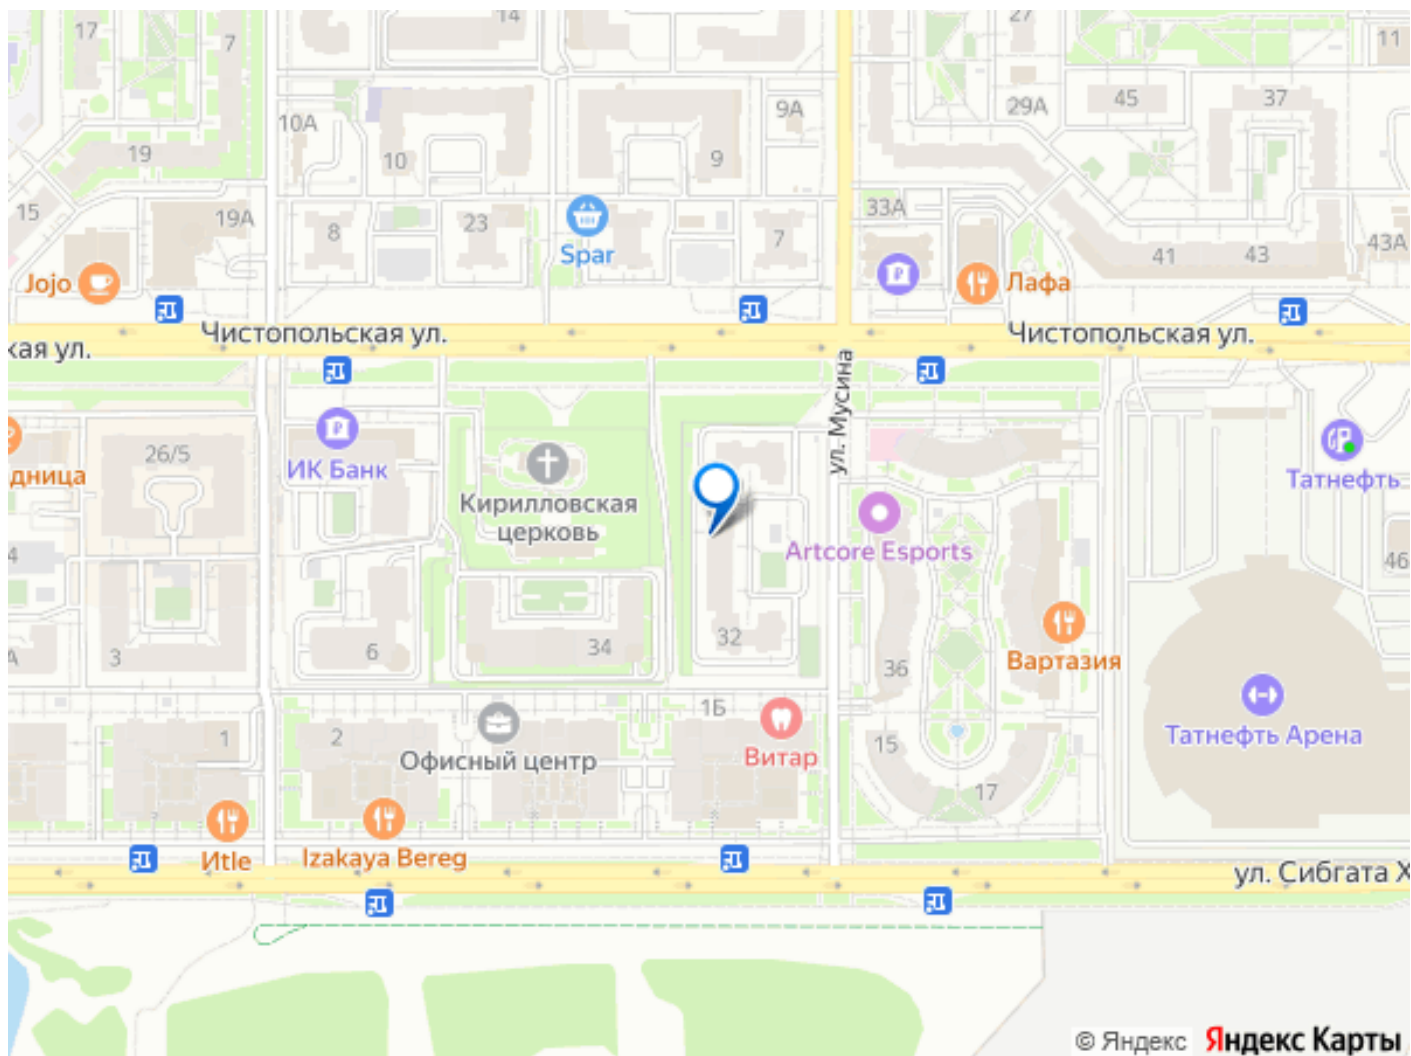 17
7
14
27
11
10А
10
9
9А
29А
45
37
19
15
19А
8
23
Spar
7
33А
41
43
43А
Jojo
Лафа
Чистопольская ул.
Чистопольская ул.
кая ул.
ул. Мусина
26/5
ИК Банк
дница
Кирилловская
церковь
Татнефть
Artcore Esports
4
46
3
6
34
32
36
Вартазия
А
1Б
1
2
Офисный центр
Витар
15
17
Татнефть Арена
Иtle
Izakaya Bereg
ул. Сибгата Х
© Яндекс Яндекс Карты